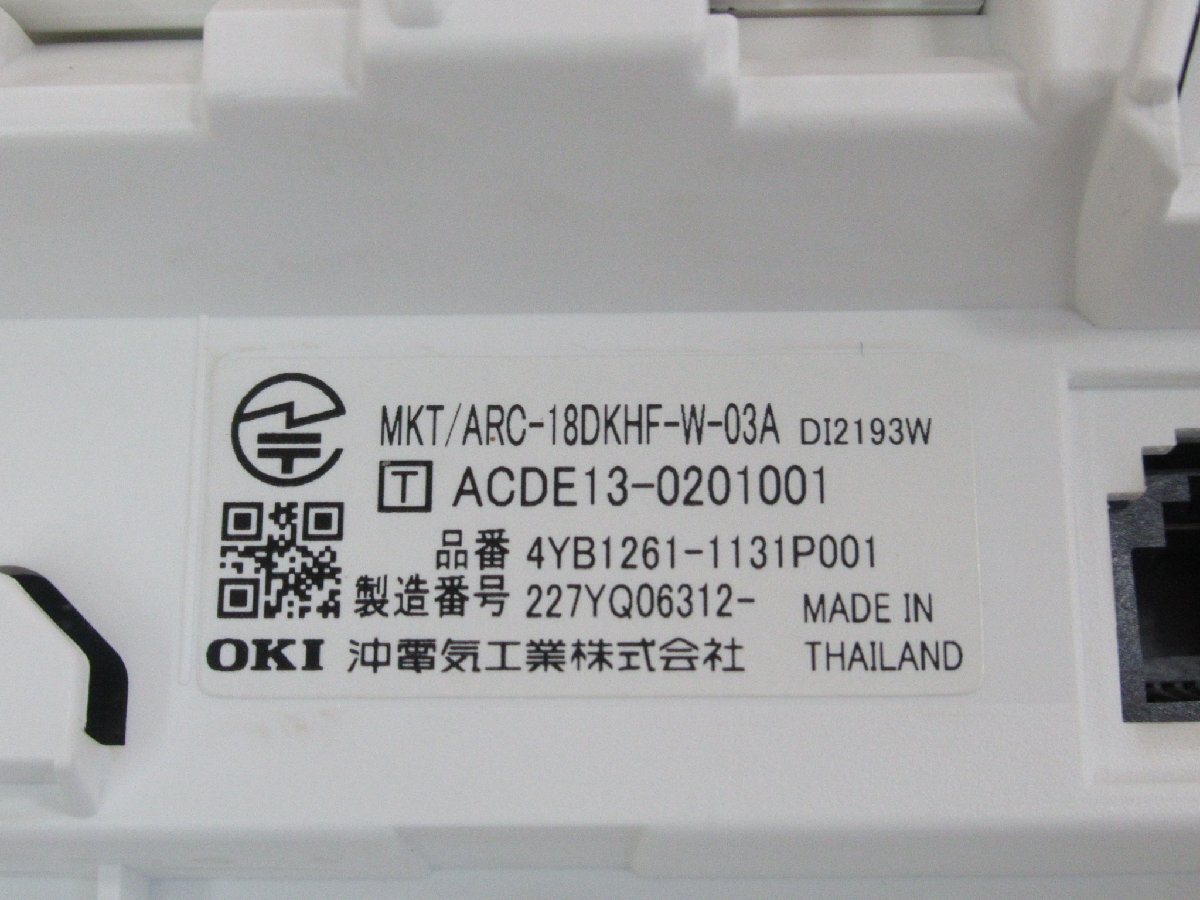 MKT/ARC-18DKHF-W-03A DI2193W
T ACDE13-0201001
品番 4YB1261-1131P001
製造番号 227YQ06312- MADE IN
OKI 沖電気工業株式会社 THAILAND